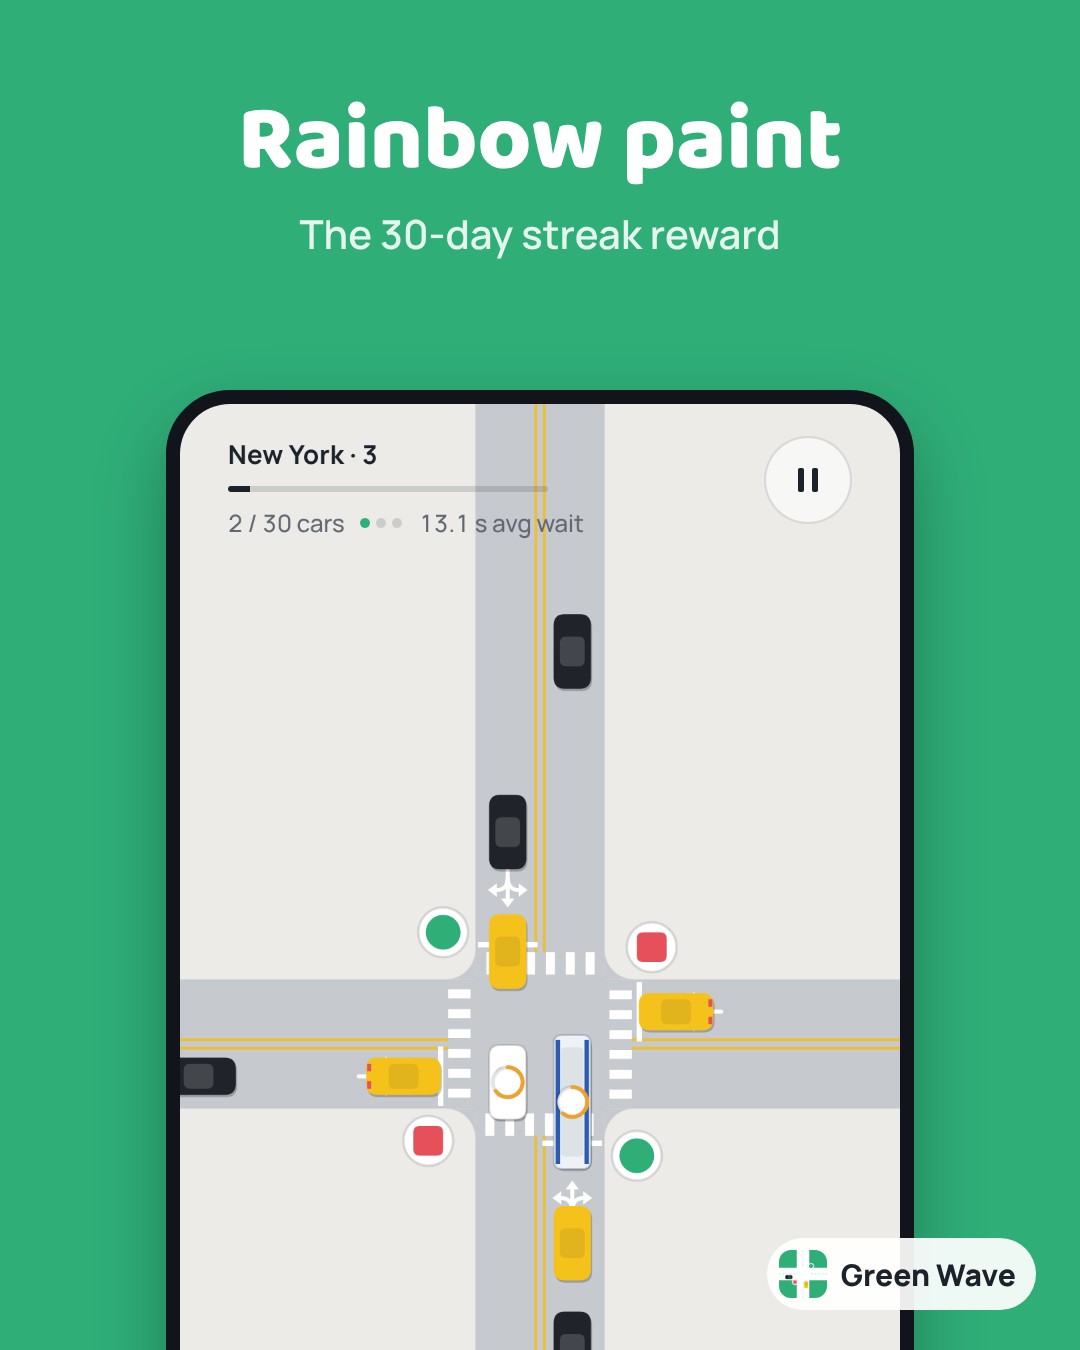 Rainbow paint
The 30-day streak reward
New York · 3
2 / 30 cars 13.1 s avg wait
Green Wave